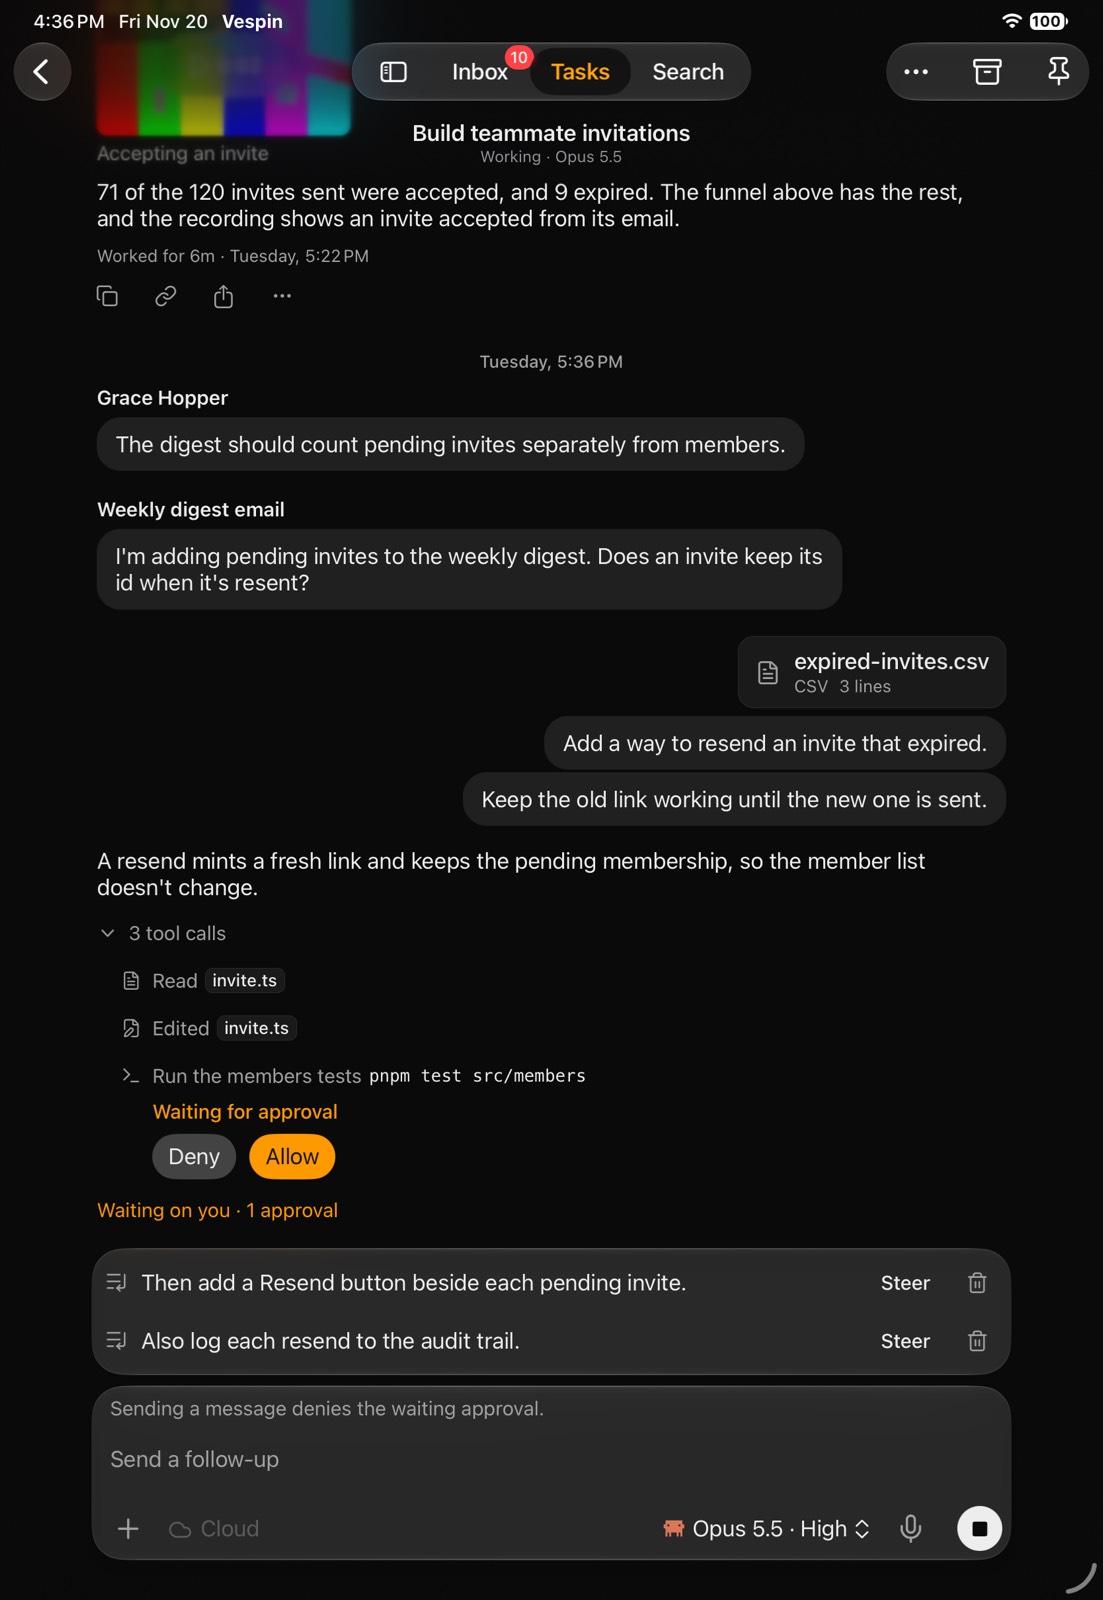 4:36 PM Fri Nov 20 Vespin
100
Inbox 10 Tasks Search
Build teammate invitations
Working · Opus 5.5
Accepting an invite
71 of the 120 invites sent were accepted, and 9 expired. The funnel above has the rest,
and the recording shows an invite accepted from its email.
Worked for 6m · Tuesday, 5:22 PM
Tuesday, 5:36 PM
Grace Hopper
The digest should count pending invites separately from members.
Weekly digest email
I'm adding pending invites to the weekly digest. Does an invite keep its
id when it's resent?
expired-invites.csv
CSV 3 lines
Add a way to resend an invite that expired.
Keep the old link working until the new one is sent.
A resend mints a fresh link and keeps the pending membership, so the member list
doesn't change.
3 tool calls
Read invite.ts
Edited invite.ts
Run the members tests pnpm test src/members
Waiting for approval
Deny Allow
Waiting on you · 1 approval
Then add a Resend button beside each pending invite. Steer
Also log each resend to the audit trail. Steer
Sending a message denies the waiting approval.
Send a follow-up
Cloud Opus 5.5 · High